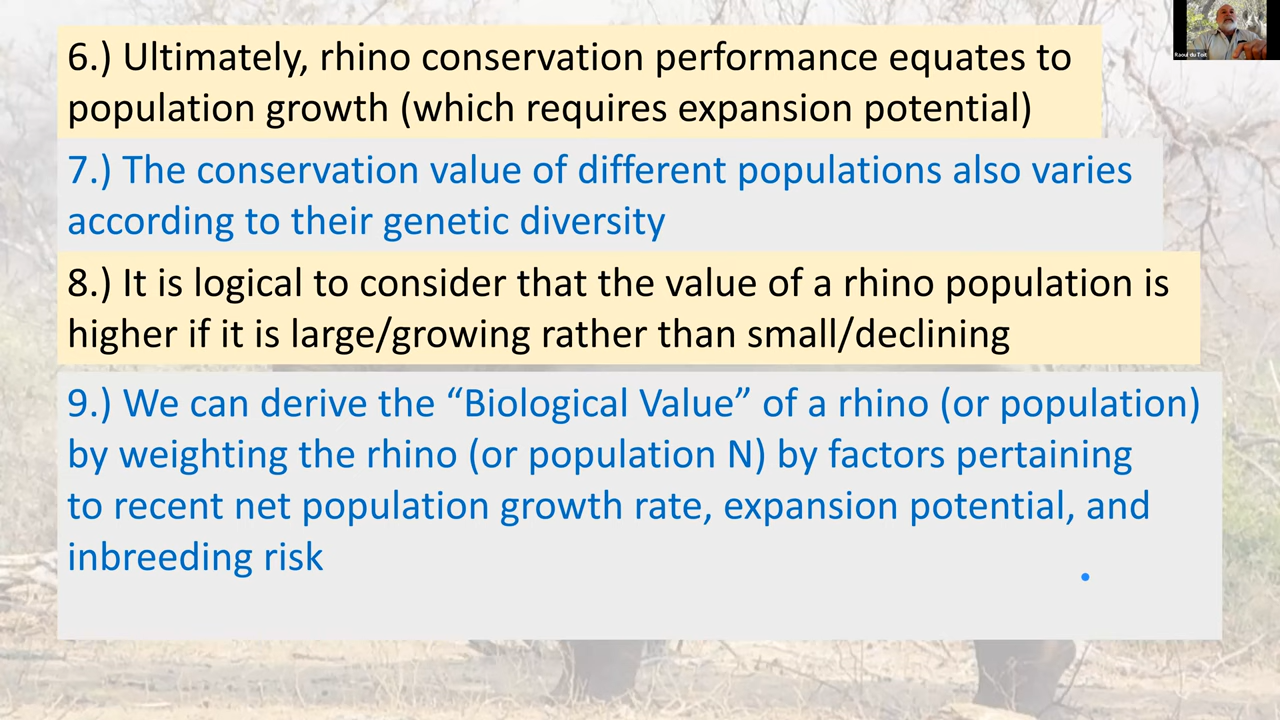 Raoul du Toit
6.) Ultimately, rhino conservation performance equates to
population growth (which requires expansion potential)
7.) The conservation value of different populations also varies
according to their genetic diversity
8.) It is logical to consider that the value of a rhino population is
higher if it is large/growing rather than small/declining
9.) We can derive the “Biological Value” of a rhino (or population)
by weighting the rhino (or population N) by factors pertaining
to recent net population growth rate, expansion potential, and
inbreeding risk